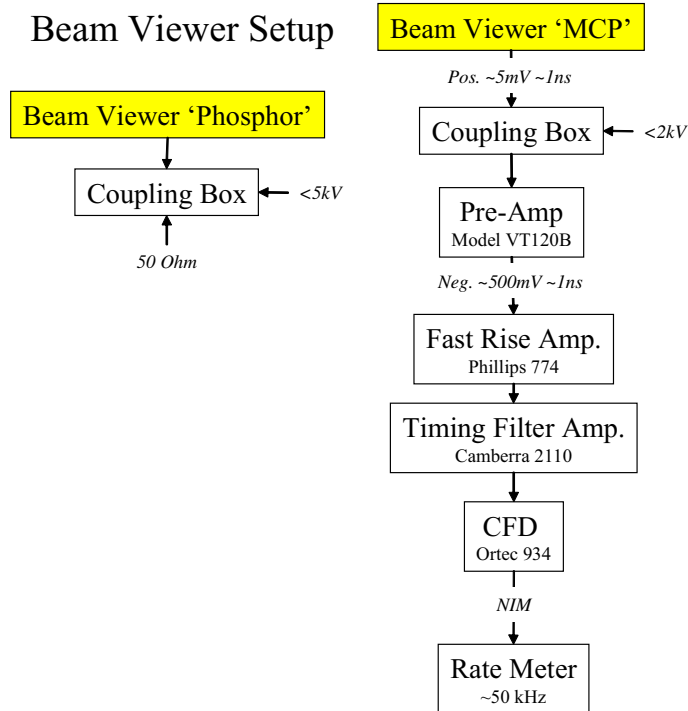 Beam Viewer Setup
Beam Viewer ‘Phosphor’
Coupling Box
<5kV
50 Ohm
Beam Viewer ‘MCP’
Pos. ~5mV ~1ns
Coupling Box
<2kV
Pre-Amp
Model VT120B
Neg. ~500mV ~1ns
Fast Rise Amp.
Phillips 774
Timing Filter Amp.
Camberra 2110
CFD
Ortec 934
NIM
Rate Meter
~50 kHz